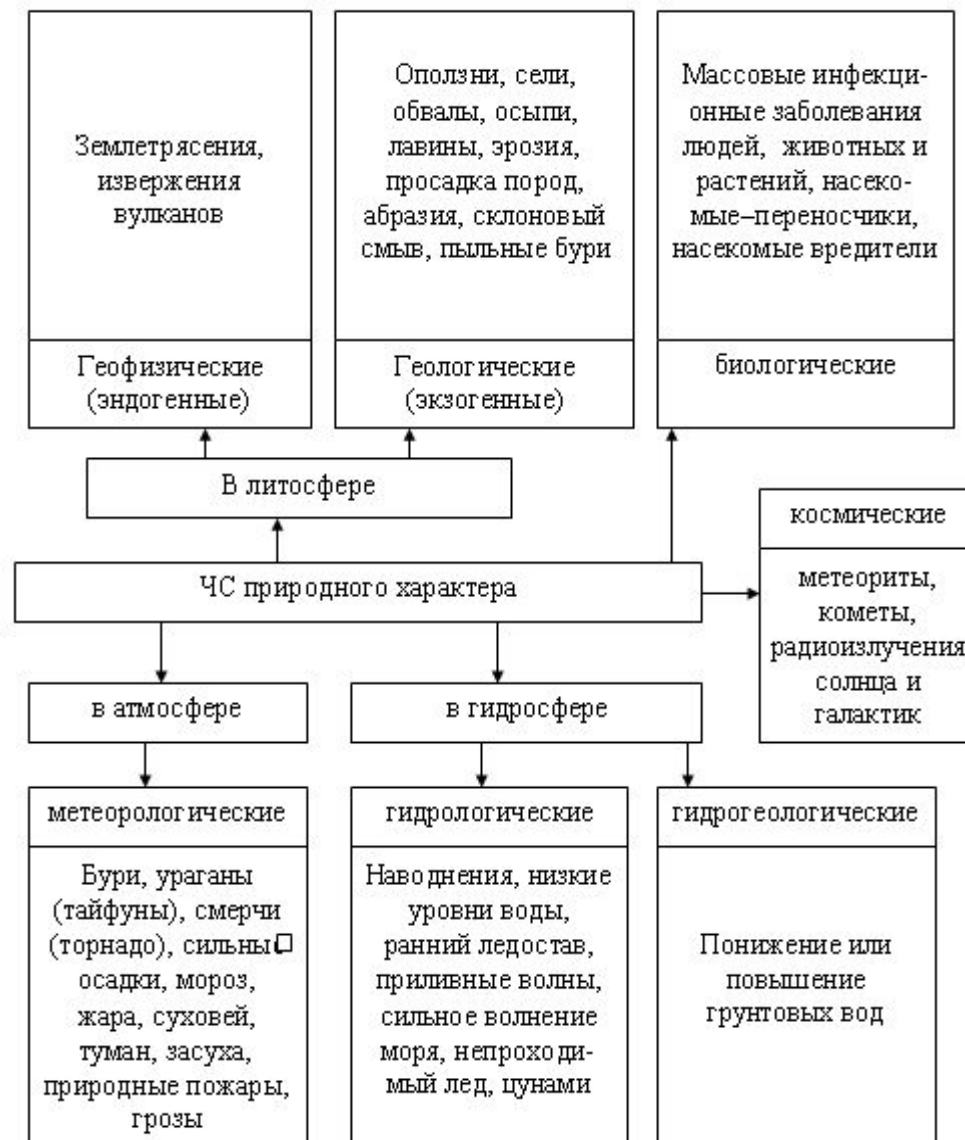 Землетрясения,
извержения
вулканов
Геофизические
(эндогенные)
Оползни, сели,
обвалы, осыпи,
лавины, эрозия,
просадка пород,
абразия, склоновый
смыв, пыльные бури
Геологические
(экзогенные)
Массовые инфекци-
онные заболевания
людей, животных и
растений, насеко-
мые–переносчики,
насекомые вредители
биологические
В литосфере
космические
метеориты,
кометы,
радиоизлучения
солнца и
галактик
ЧС природного характера
в атмосфере
в гидросфере
метеорологические
Бури, ураганы
(тайфуны), смерчи
(торнадо), сильны□
осадки, мороз,
жара, суховей,
туман, засуха,
природные пожары,
грозы
гидрологические
Наводнения, низкие
уровни воды,
ранний ледостав,
приливные волны,
сильное волнение
моря, непроходи-
мый лед, цунами
гидрогеологические
Понижение или
повышение
грунтовых вод